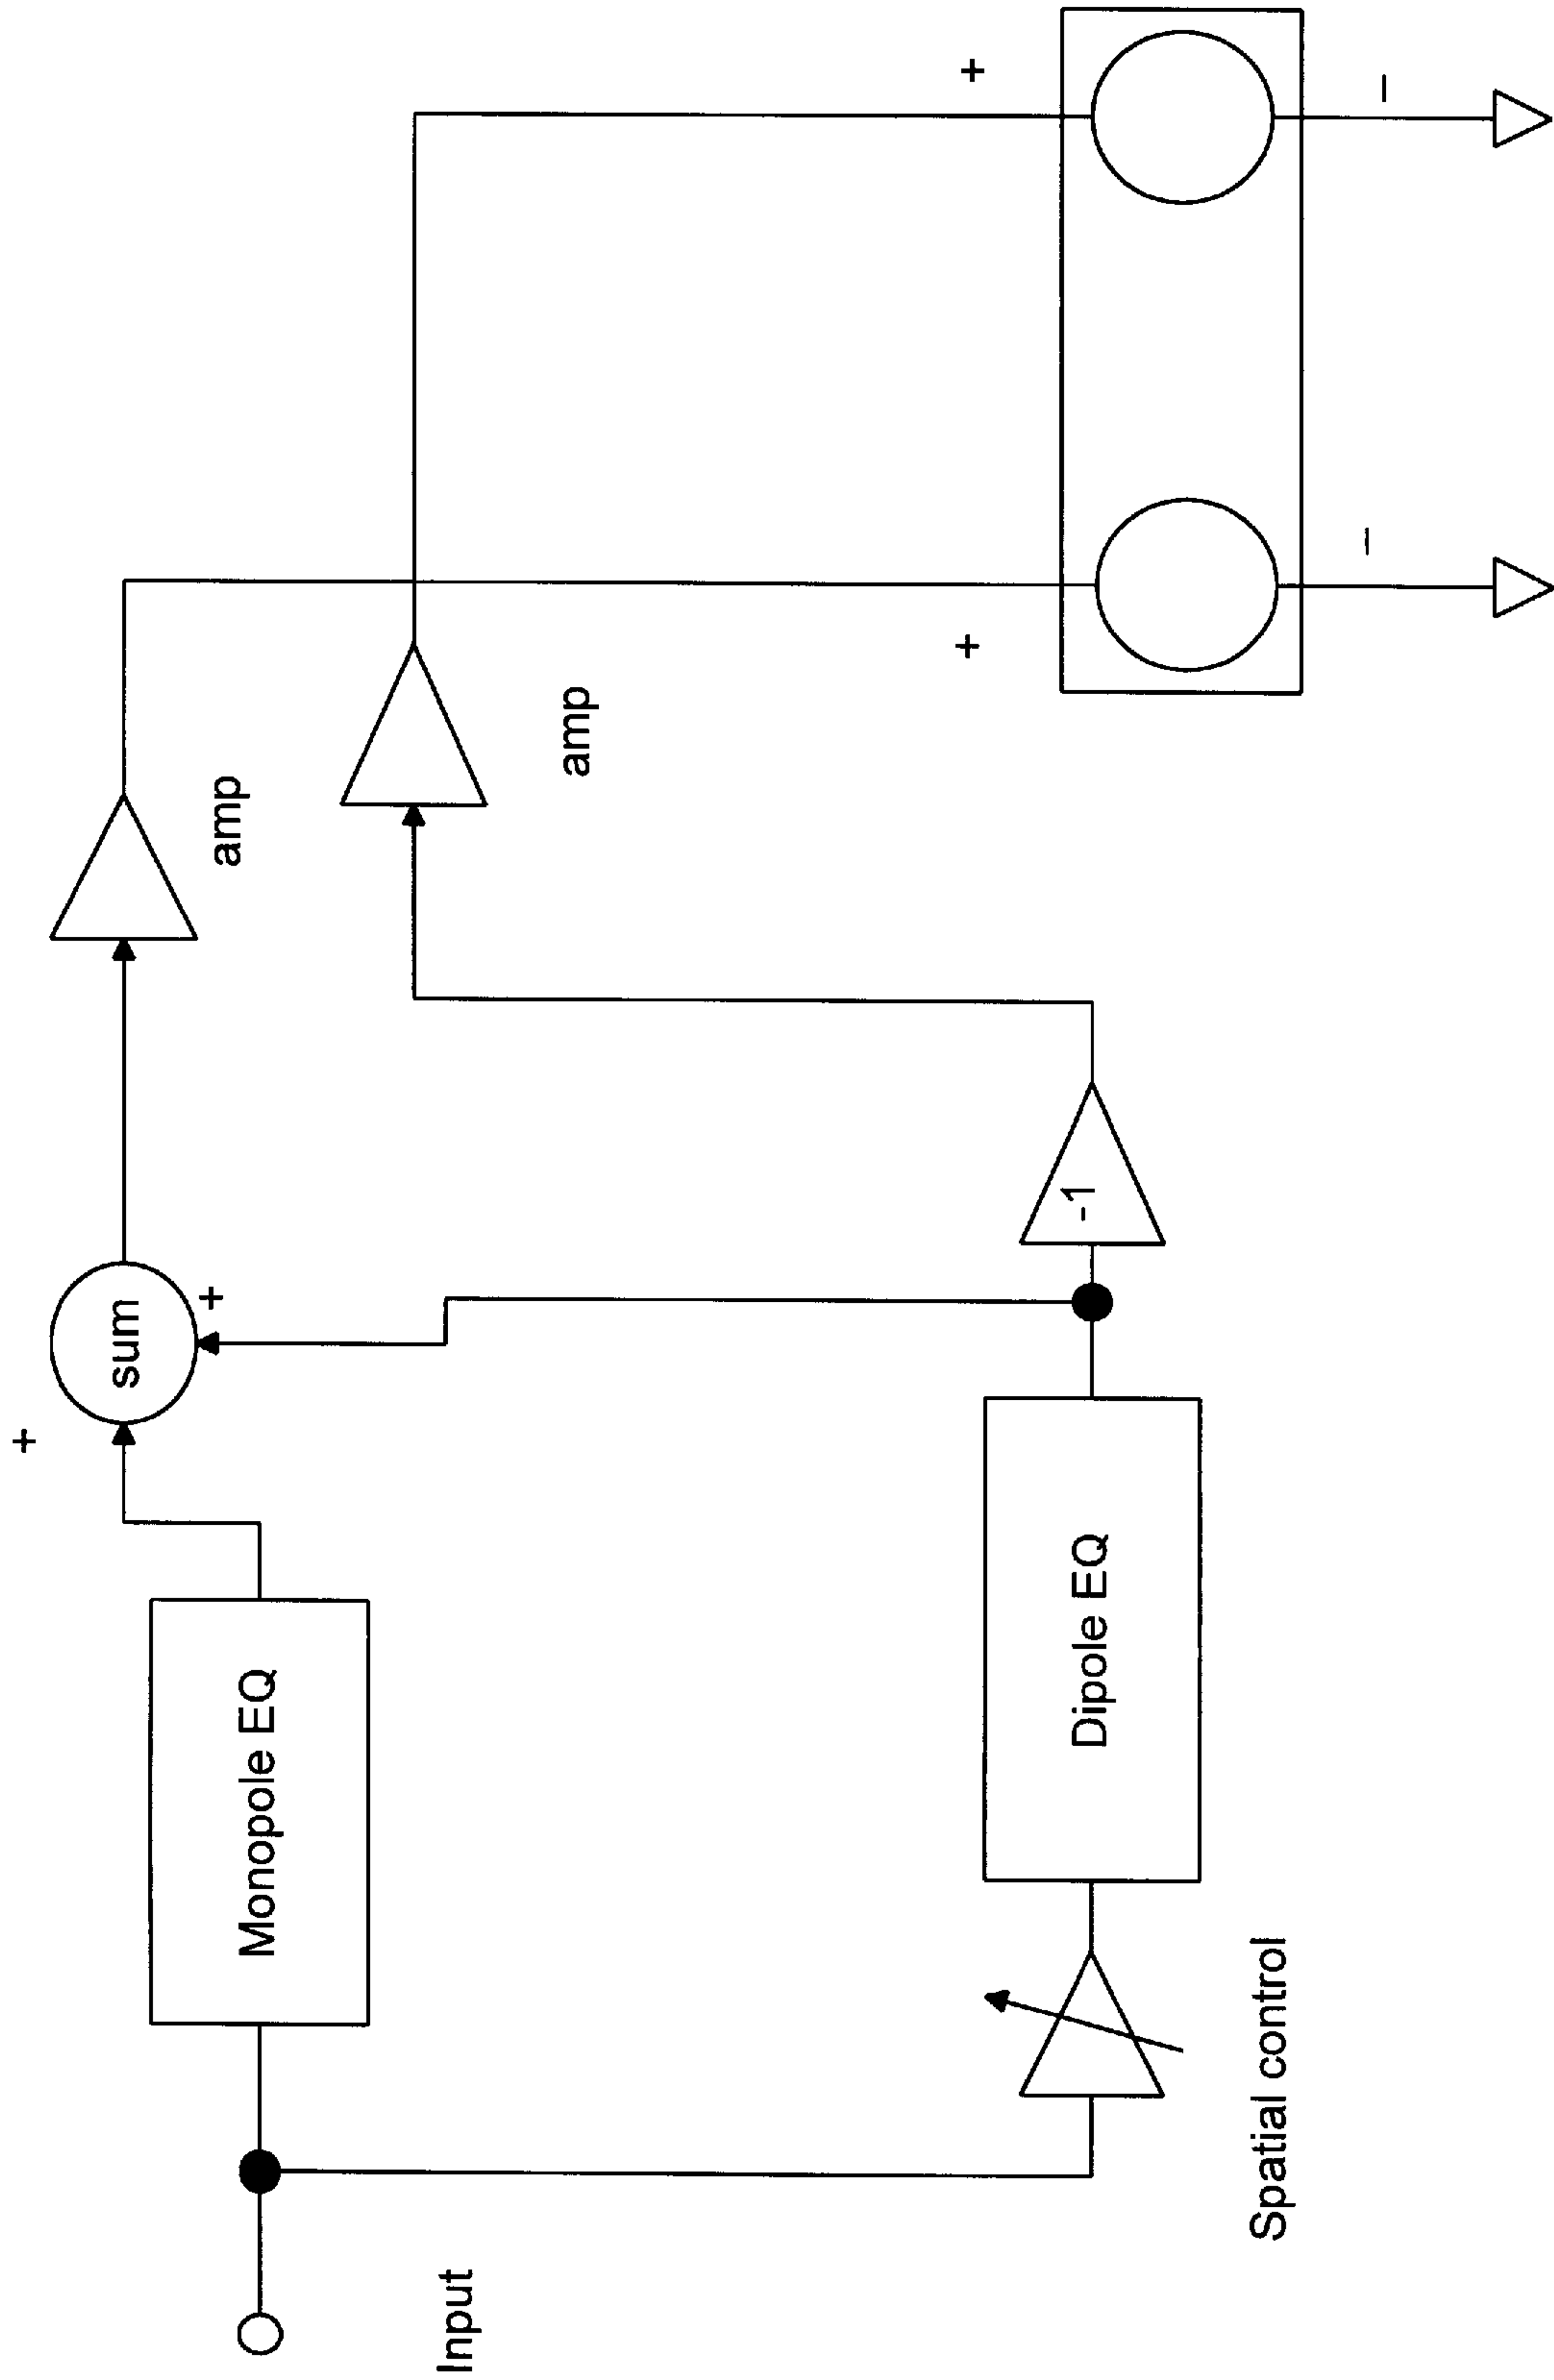 +
sum
+
amp
Monopole EQ
Input
amp
+
+
Dipole EQ
-1
Spatial control
–
–